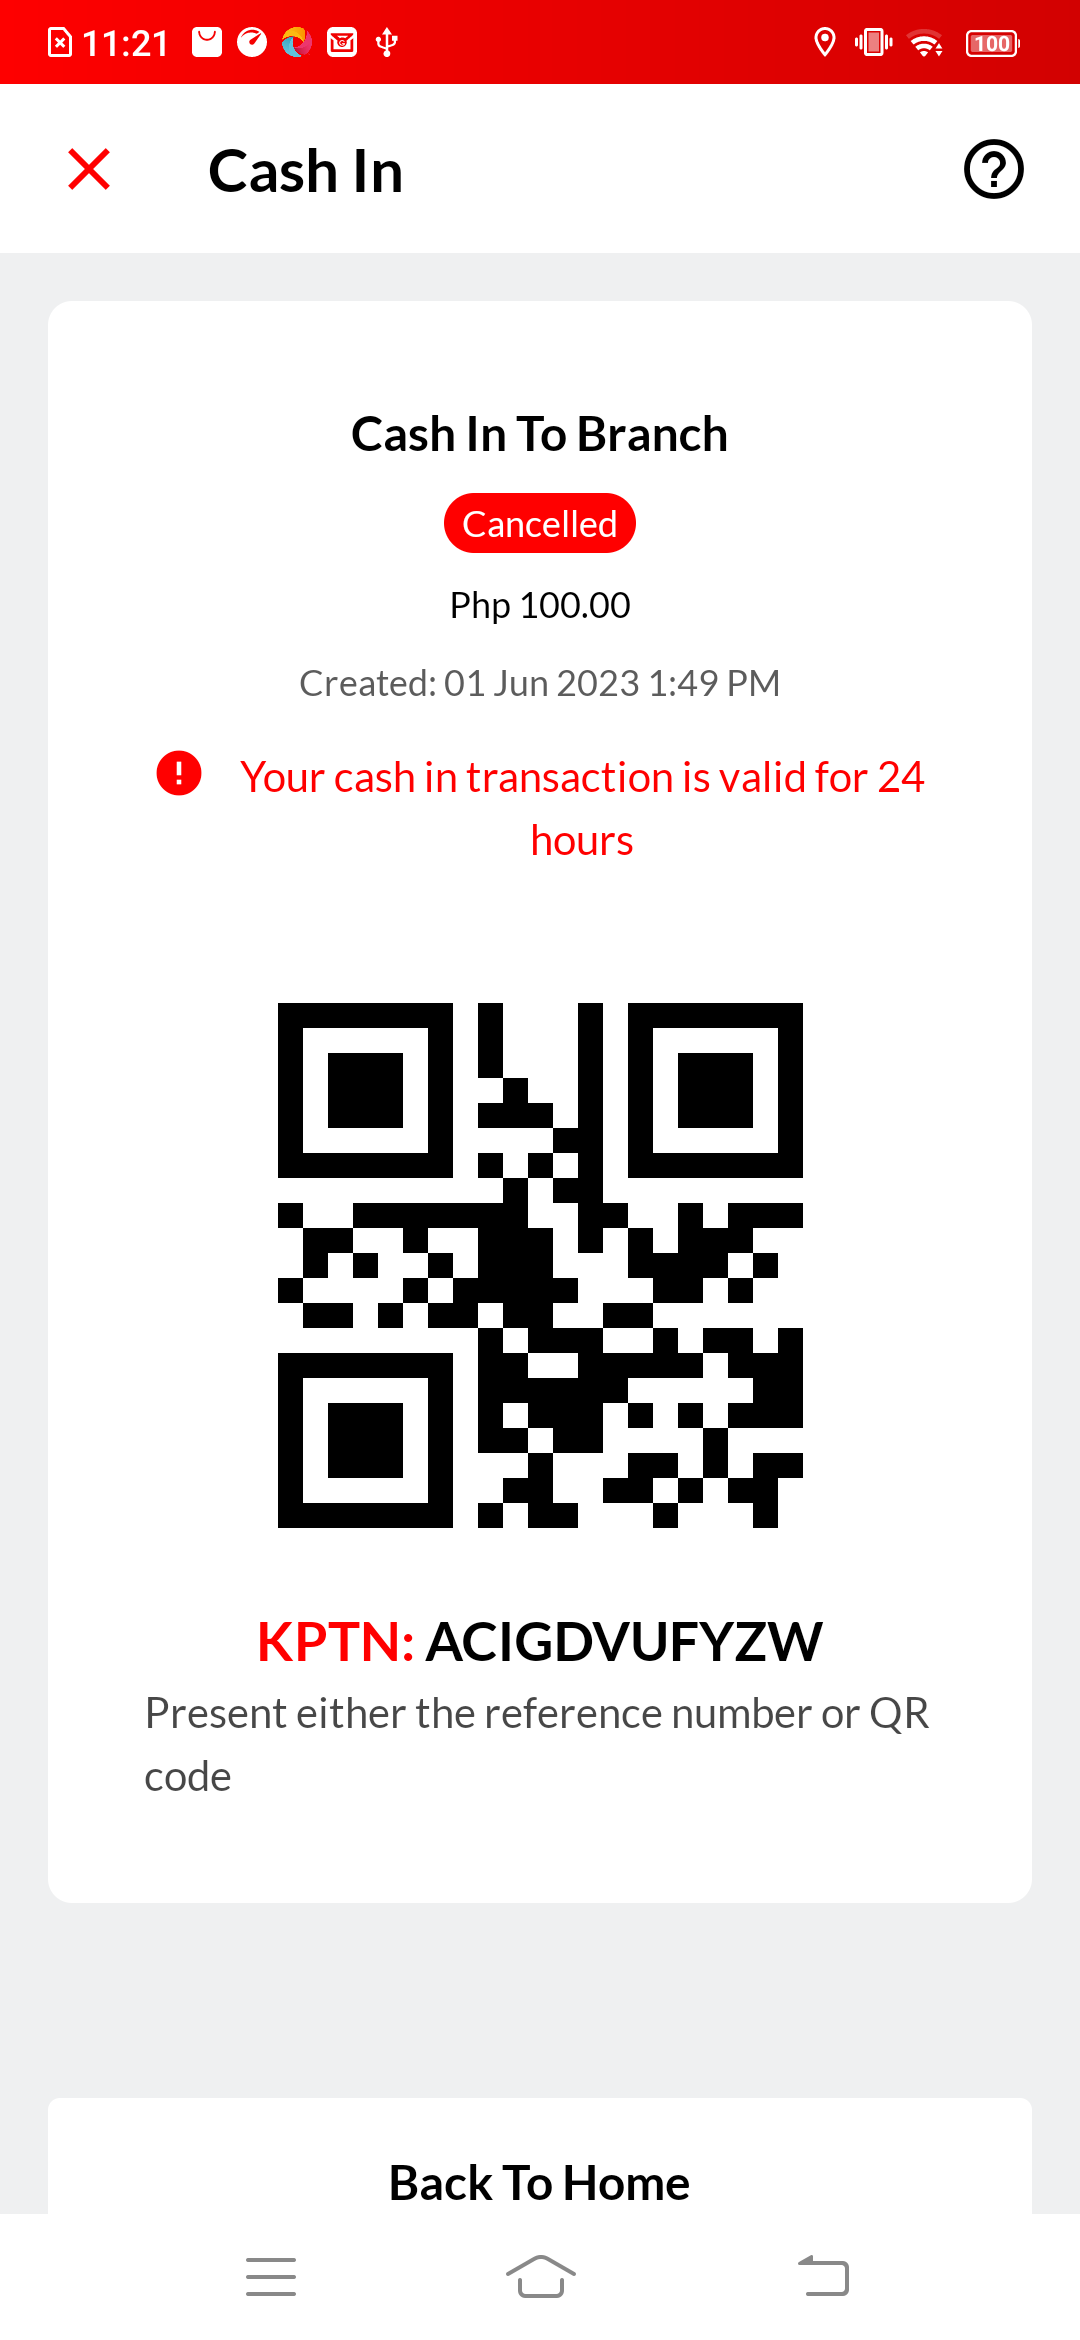 11:21
100
Cash In
Cash In To Branch
Cancelled
Php 100.00
Created: 01 Jun 2023 1:49 PM
Your cash in transaction is valid for 24
hours
KPTN: ACIGDVUFYZW
Present either the reference number or QR
code
Back To Home